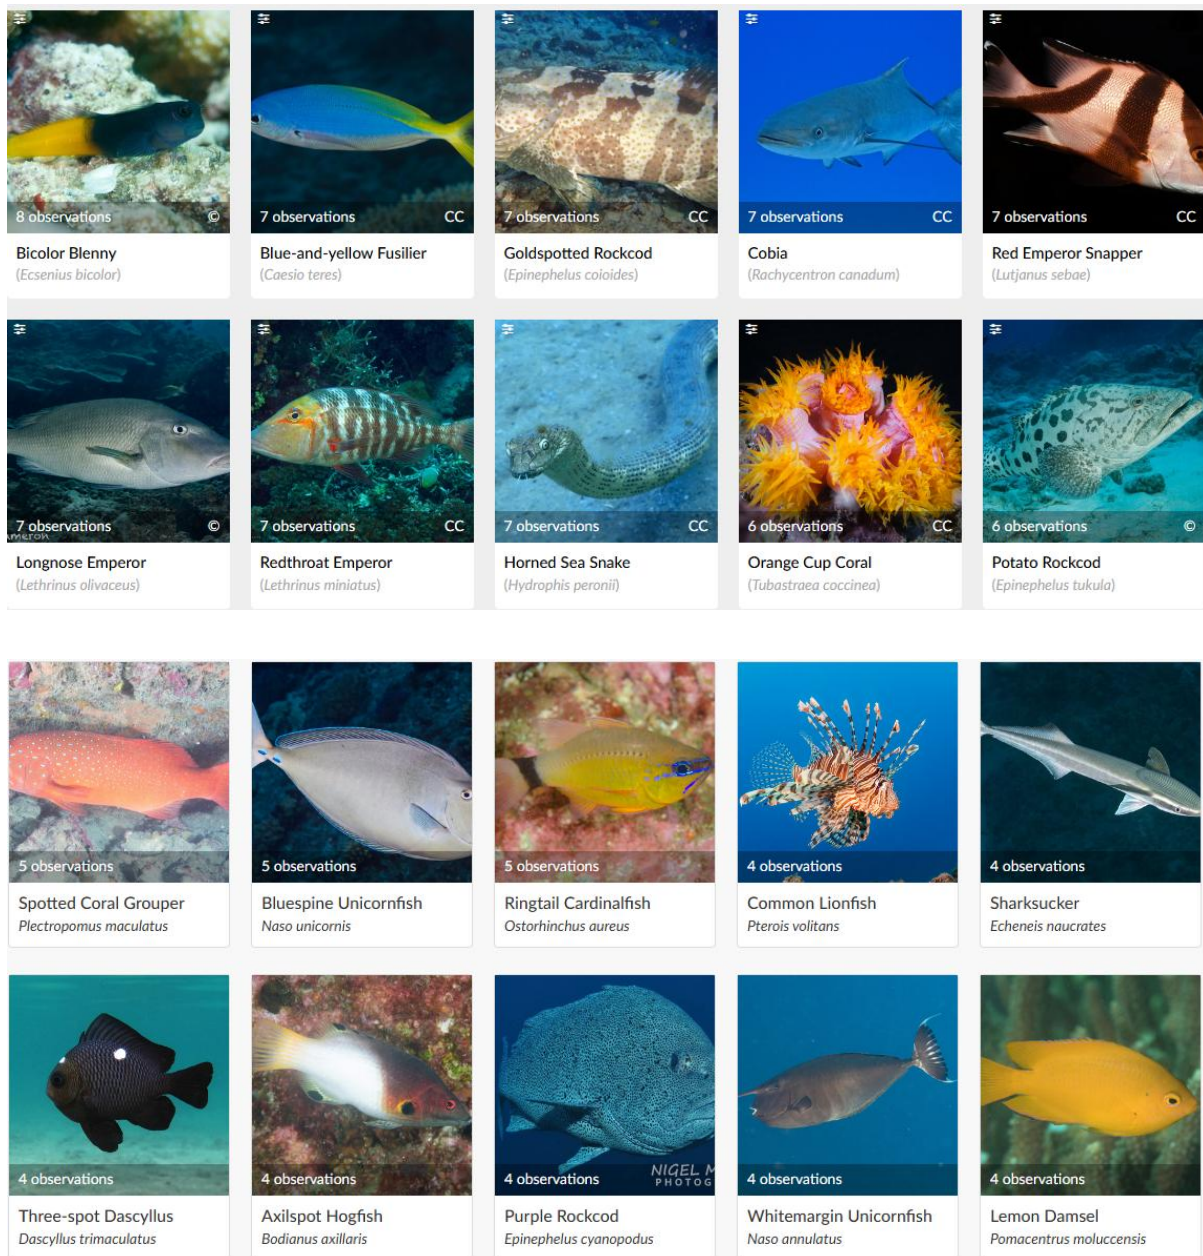 8 observations ©
7 observations CC
7 observations CC
7 observations CC
7 observations CC
Bicolor Blenny
(Ecsenius bicolor)
Blue-and-yellow Fusilier
(Caesio teres)
Goldspotted Rockcod
(Epinephelus coioides)
Cobia
(Rachycentron canadum)
Red Emperor Snapper
(Lutjanus sebae)
7 observations ©
7 observations CC
7 observations CC
6 observations CC
6 observations ©
Longnose Emperor
(Lethrinus olivaceus)
Redthroat Emperor
(Lethrinus miniatus)
Horned Sea Snake
(Hydrophis peronii)
Orange Cup Coral
(Tubastraea coccinea)
Potato Rockcod
(Epinephelus tukula)
5 observations
5 observations
5 observations
4 observations
4 observations
Spotted Coral Grouper
Plectropomus maculatus
Bluespine Unicornfish
Naso unicornis
Ringtail Cardinalfish
Ostorhinchus aureus
Common Lionfish
Pterois volitans
Sharksucker
Echeneis naucrates
4 observations
4 observations
4 observations
NIGEL M
PHOTOG
4 observations
4 observations
Three-spot Dascyllus
Dascyllus trimaculatus
Axilspot Hogfish
Bodianus axillaris
Purple Rockcod
Epinephelus cyanopodus
Whitemargin Unicornfish
Naso annulatus
Lemon Damsel
Pomacentrus moluccensis